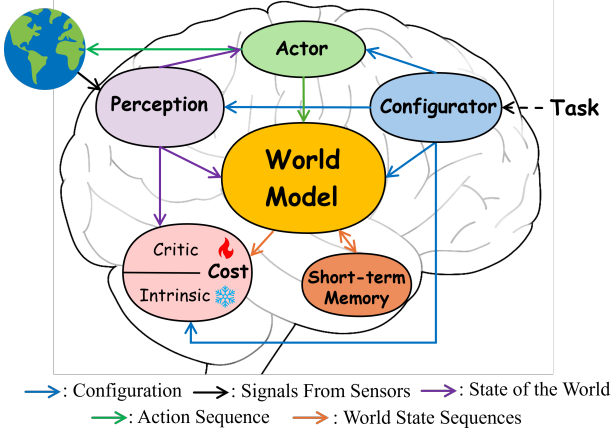 Actor
Perception
Configurator
Task
World
Model
Critic
Cost
Intrinsic
Short-term
Memory
: Configuration : Signals From Sensors : State of the World
: Action Sequence : World State Sequences